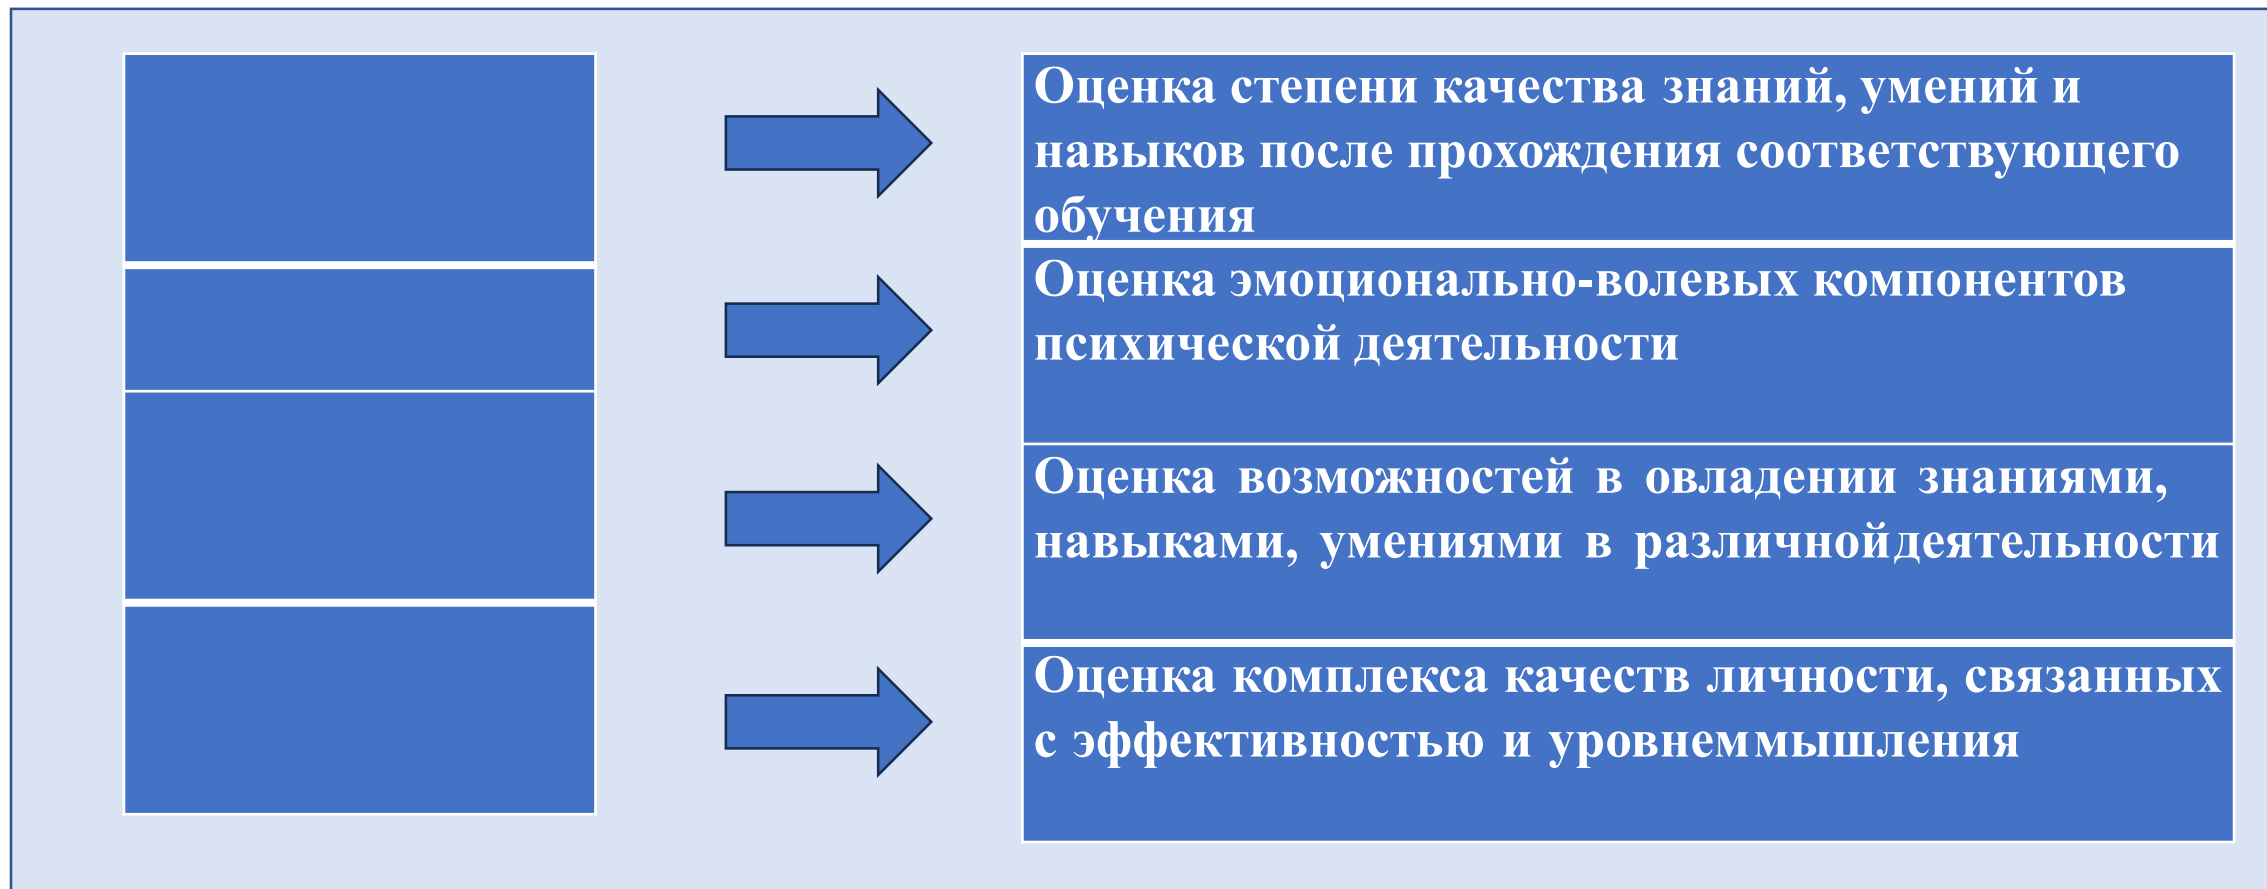 Оценка степени качества знаний, умений и
навыков после прохождения соответствующего
обучения
Оценка эмоционально-волевых компонентов
психической деятельности
Оценка возможностей в овладении знаниями,
навыками, умениями в различнойдеятельности
Оценка комплекса качеств личности, связанных
с эффективностью и уровнеммышления